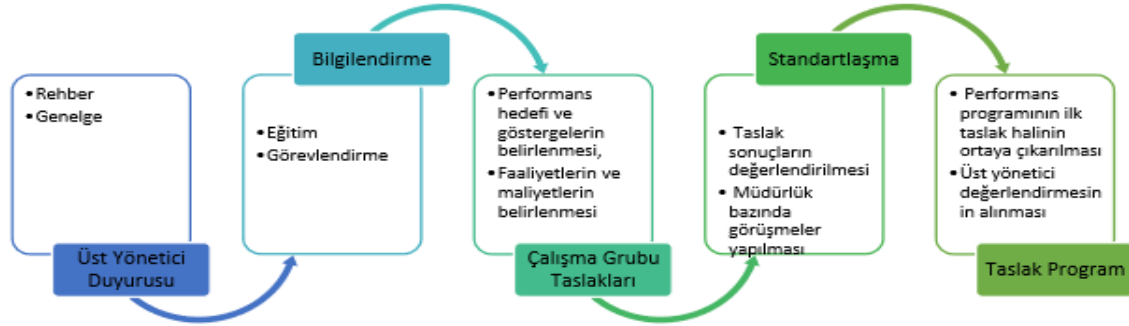 • Rehber
• Genelge
Üst Yönetici
Duyurusu
Bilgilendirme
• Eğitim
• Görevlendirme
• Performans
hedefi ve
göstergelerin
belirlenmesi,
• Faaliyetlerin ve
maliyetlerin
belirlenmesi
Çalışma Grubu
Taslakları
Standartlaşma
• Taslak
sonuçların
değerlendirilmesi
• Müdürlük
bazında
görüşmeler
yapılması
• Performans
programının ilk
taslak halinin
ortaya çıkarılması
• Üst yönetici
değerlendirmesin
in alınması
Taslak Program